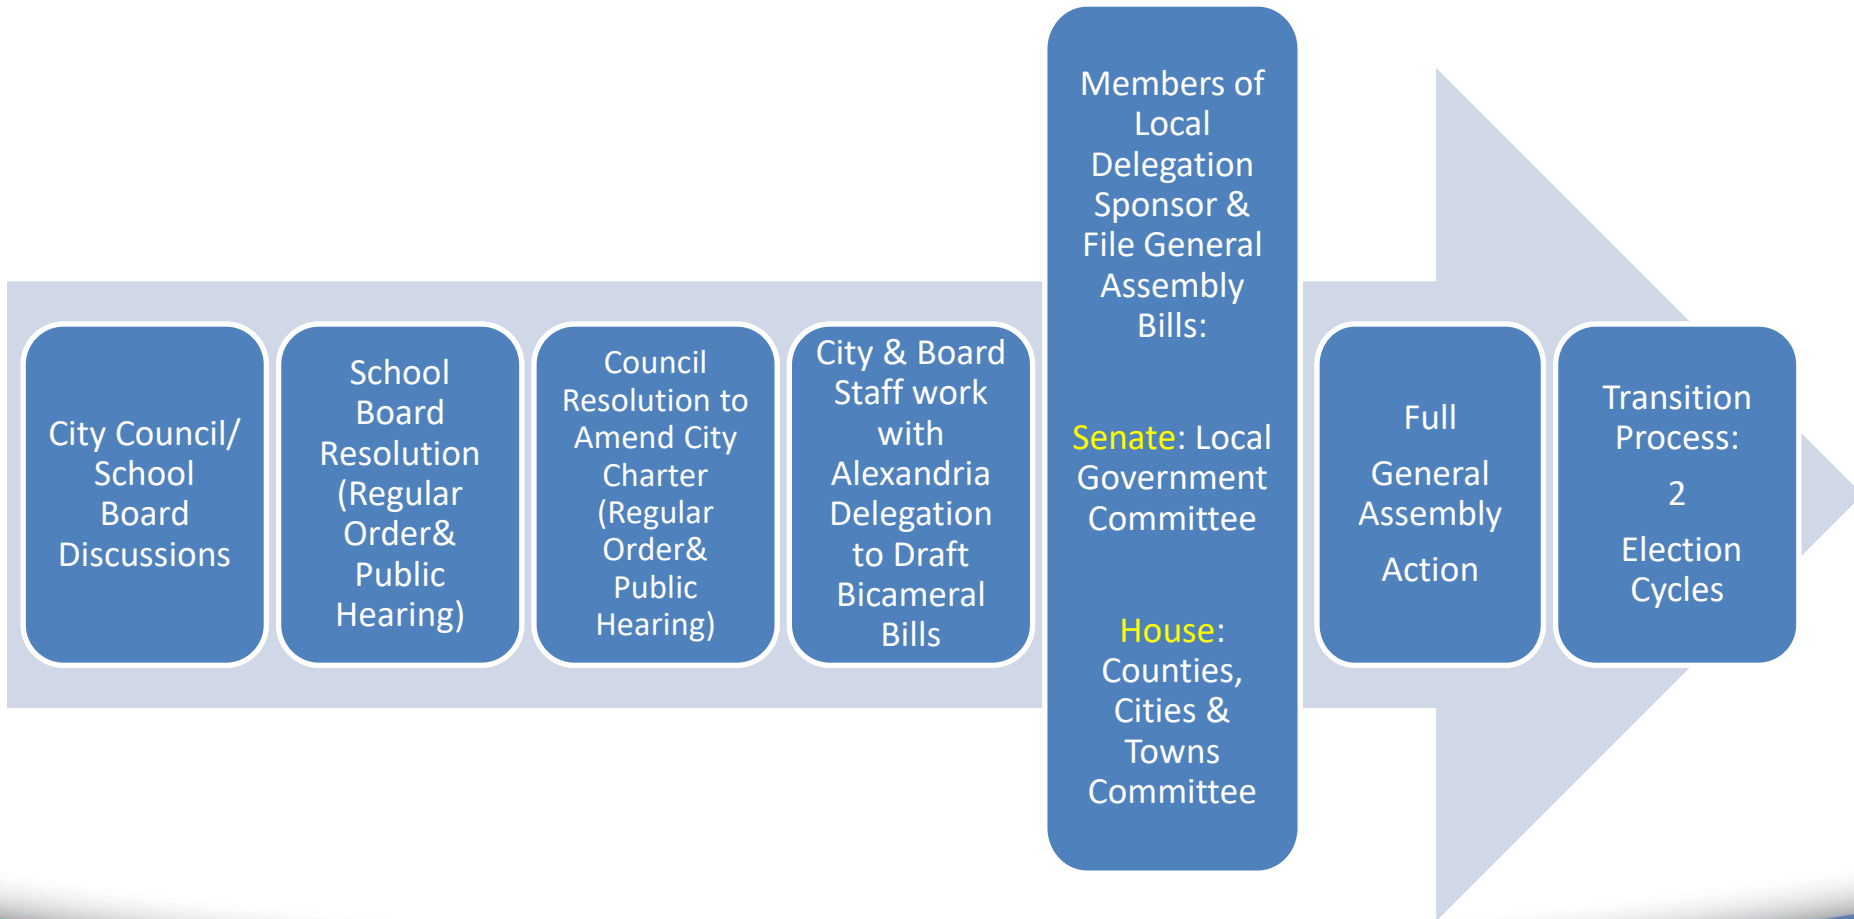 City Council/
School
Board
Discussions
School
Board
Resolution
(Regular
Order&
Public
Hearing)
Council
Resolution to
Amend City
Charter
(Regular
Order&
Public
Hearing)
City & Board
Staff work
with
Alexandria
Delegation
to Draft
Bicameral
Bills
Members of
Local
Delegation
Sponsor &
File General
Assembly
Bills:
Senate: Local
Government
Committee
House:
Counties,
Cities &
Towns
Committee
Full
General
Assembly
Action
Transition
Process:
2
Election
Cycles